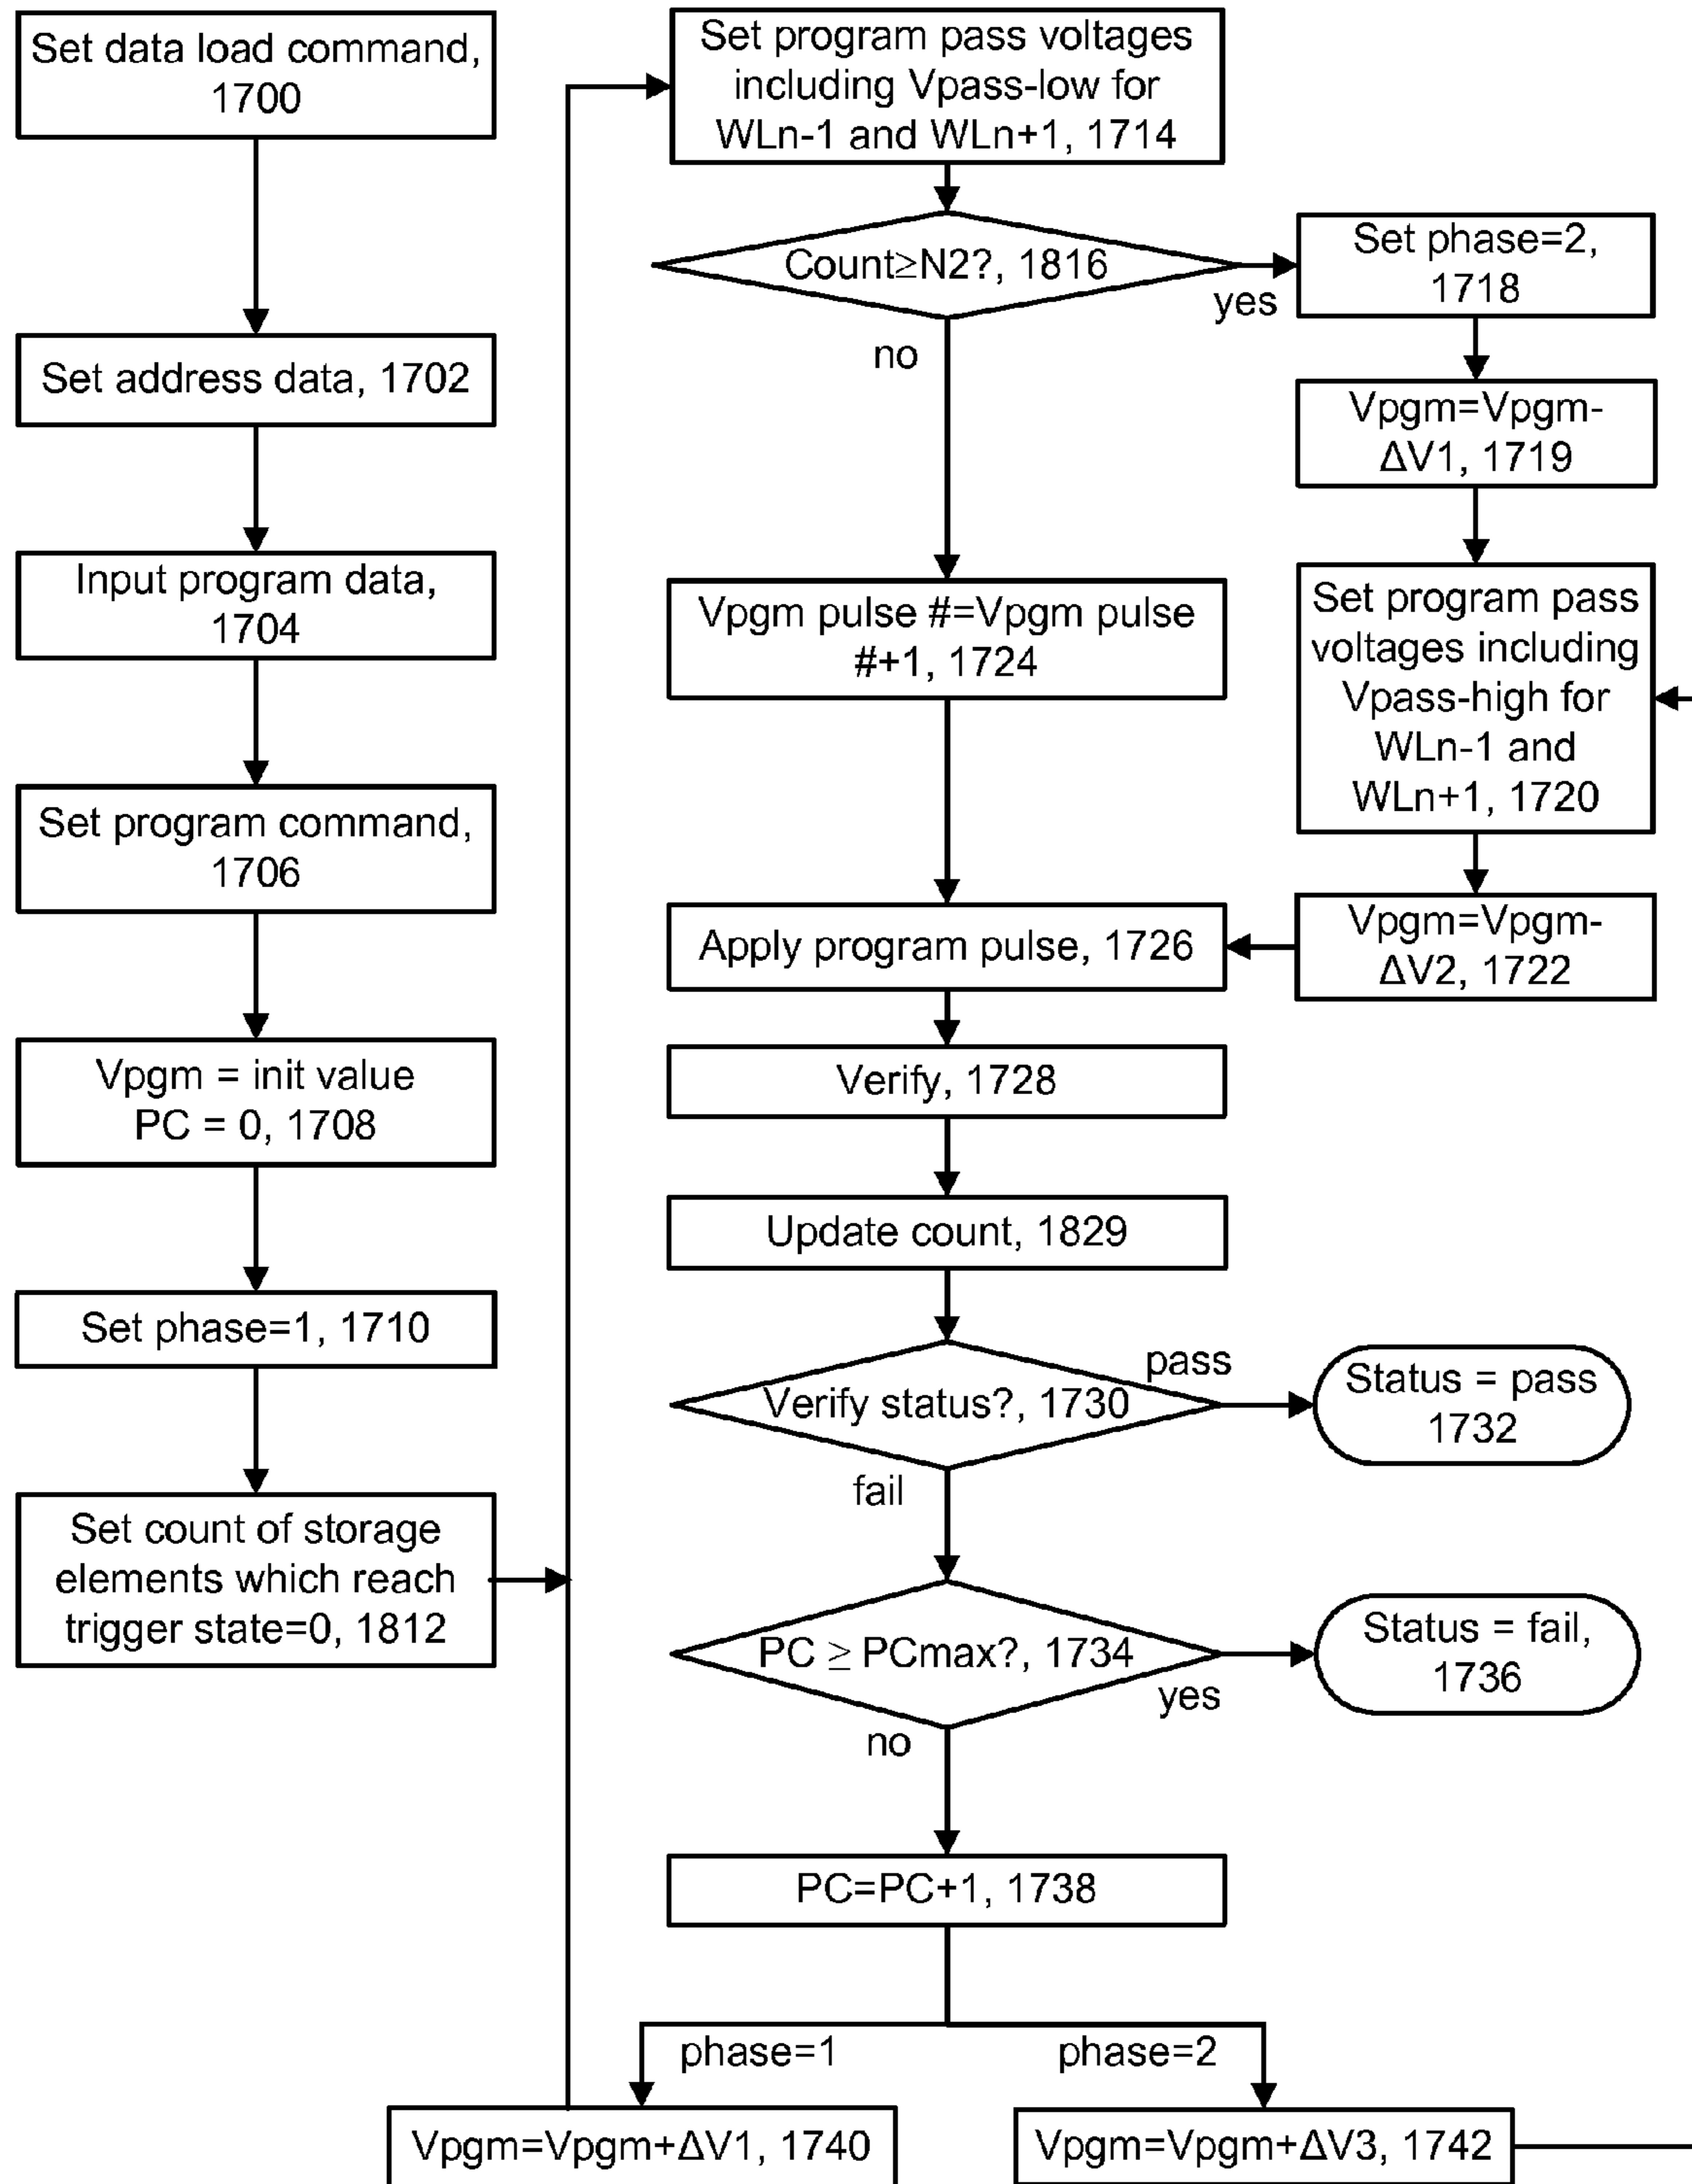 Set data load command,
1700
Set address data, 1702
Input program data,
1704
Set program command,
1706
Vpgm = init value
PC = 0, 1708
Set phase=1, 1710
Set count of storage
elements which reach
trigger state=0, 1812
Set program pass voltages
including Vpass-low for
WLn-1 and WLn+1, 1714
Count≥N2?, 1816
yes
no
Set phase=2,
1718
Vpgm=Vpgm-
ΔV1, 1719
Set program pass
voltages including
Vpass-high for
WLn-1 and
WLn+1, 1720
Vpgm=Vpgm-
ΔV2, 1722
Vpgm pulse #=Vpgm pulse
#+1, 1724
Apply program pulse, 1726
Verify, 1728
Update count, 1829
Verify status?, 1730
pass
fail
Status = pass
1732
PC ≥ PCmax?, 1734
yes
no
Status = fail,
1736
PC=PC+1, 1738
phase=1
phase=2
Vpgm=Vpgm+ΔV1, 1740
Vpgm=Vpgm+ΔV3, 1742